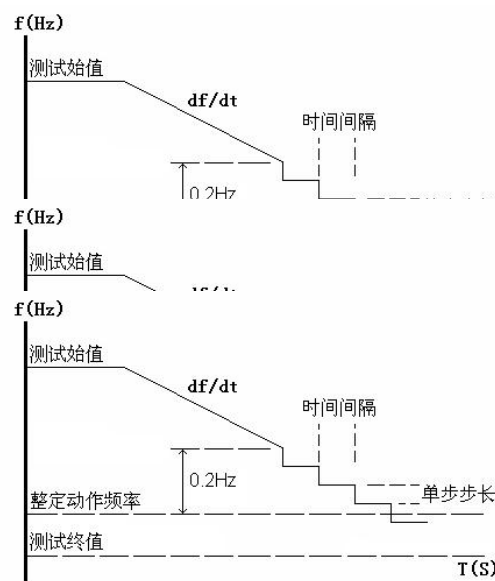 f(Hz)
测试始值
df/dt
时间间隔
0.2Hz
f(Hz)
测试始值
f(Hz)
测试始值
df/dt
时间间隔
0.2Hz
单步步长
整定动作频率
测试终值
T(S)